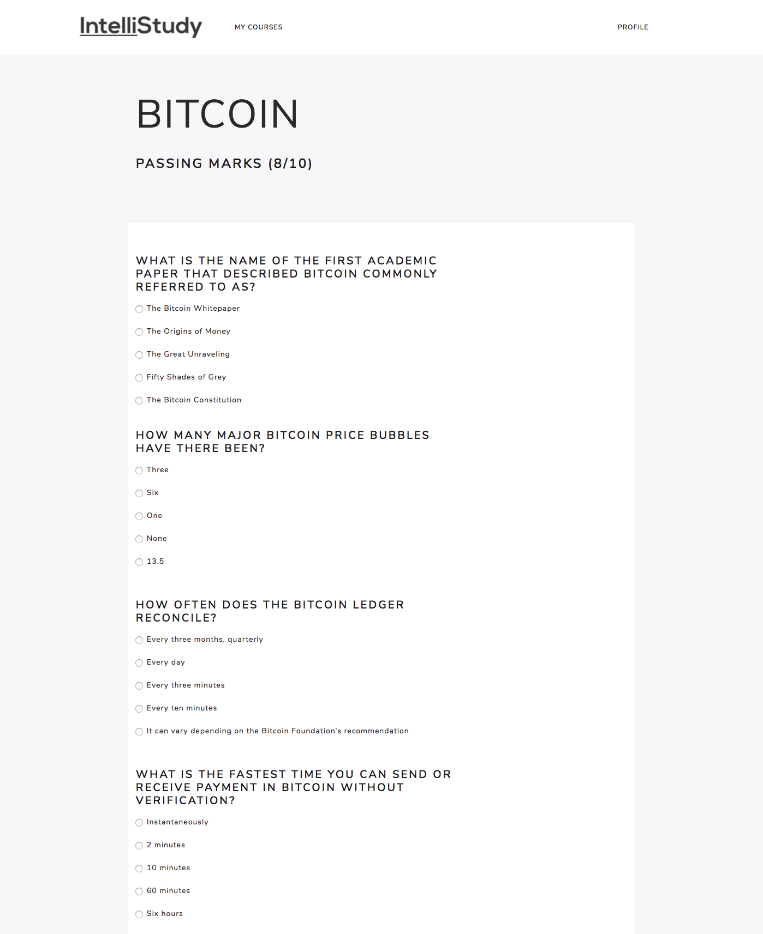 IntelliStudy MY COURSES PROFILE
BITCOIN
PASSING MARKS (8/10)
WHAT IS THE NAME OF THE FIRST ACADEMIC
PAPER THAT DESCRIBED BITCOIN COMMONLY
REFERRED TO AS?
The Bitcoin Whitepaper
The Origins of Money
The Great Unraveling
Fifty Shades of Grey
The Bitcoin Constitution
HOW MANY MAJOR BITCOIN PRICE BUBBLES
HAVE THERE BEEN?
Three
Six
One
None
13.5
HOW OFTEN DOES THE BITCOIN LEDGER
RECONCILE?
Every three months, quarterly
Every day
Every three minutes
Every ten minutes
It can vary depending on the Bitcoin Foundation's recommendation
WHAT IS THE FASTEST TIME YOU CAN SEND OR
RECEIVE PAYMENT IN BITCOIN WITHOUT
VERIFICATION?
Instantaneously
2 minutes
10 minutes
60 minutes
Six hours